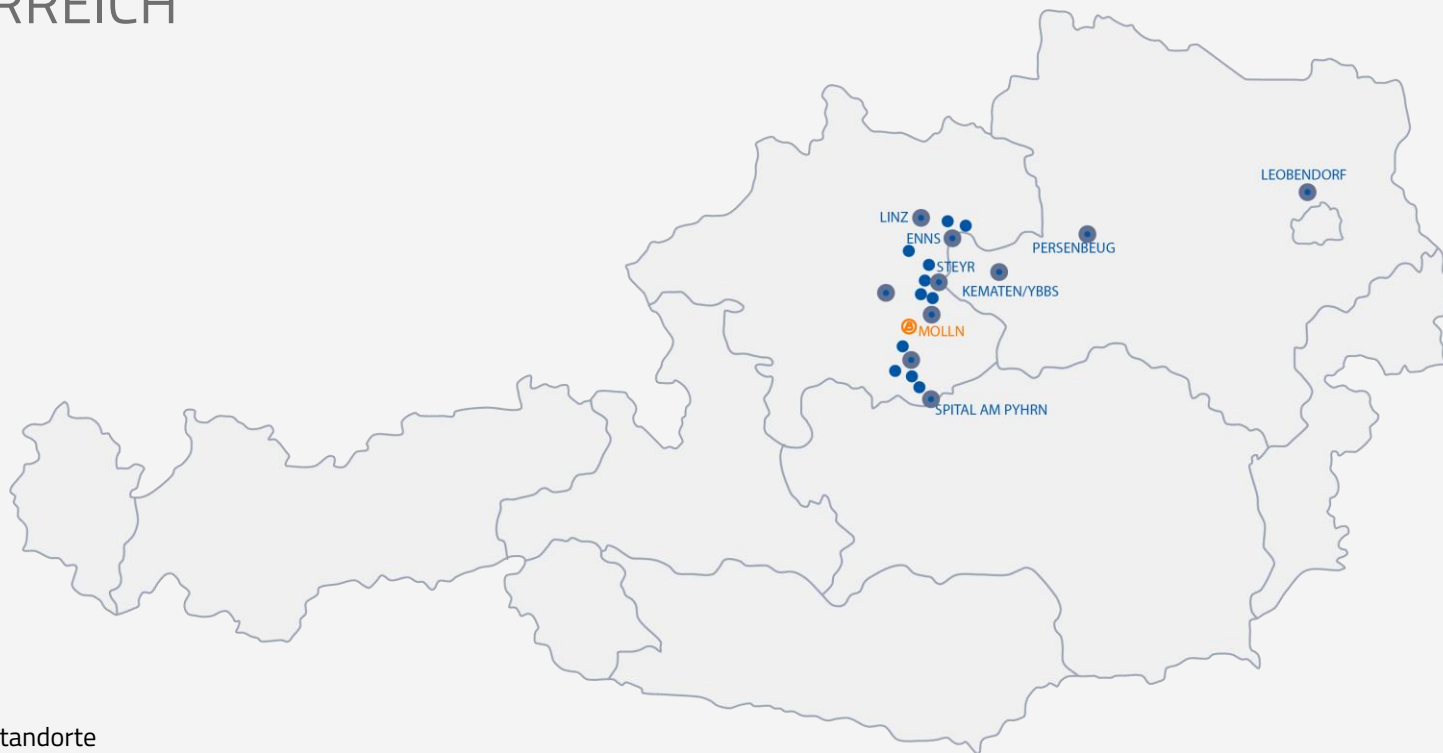 RREICH
LEOBENDORF
LINZ
ENNS
PERSENBEUG
STEYR
KEMATEN/YBBS
MOLLN
SPITAL AM PYHRN
tandorte